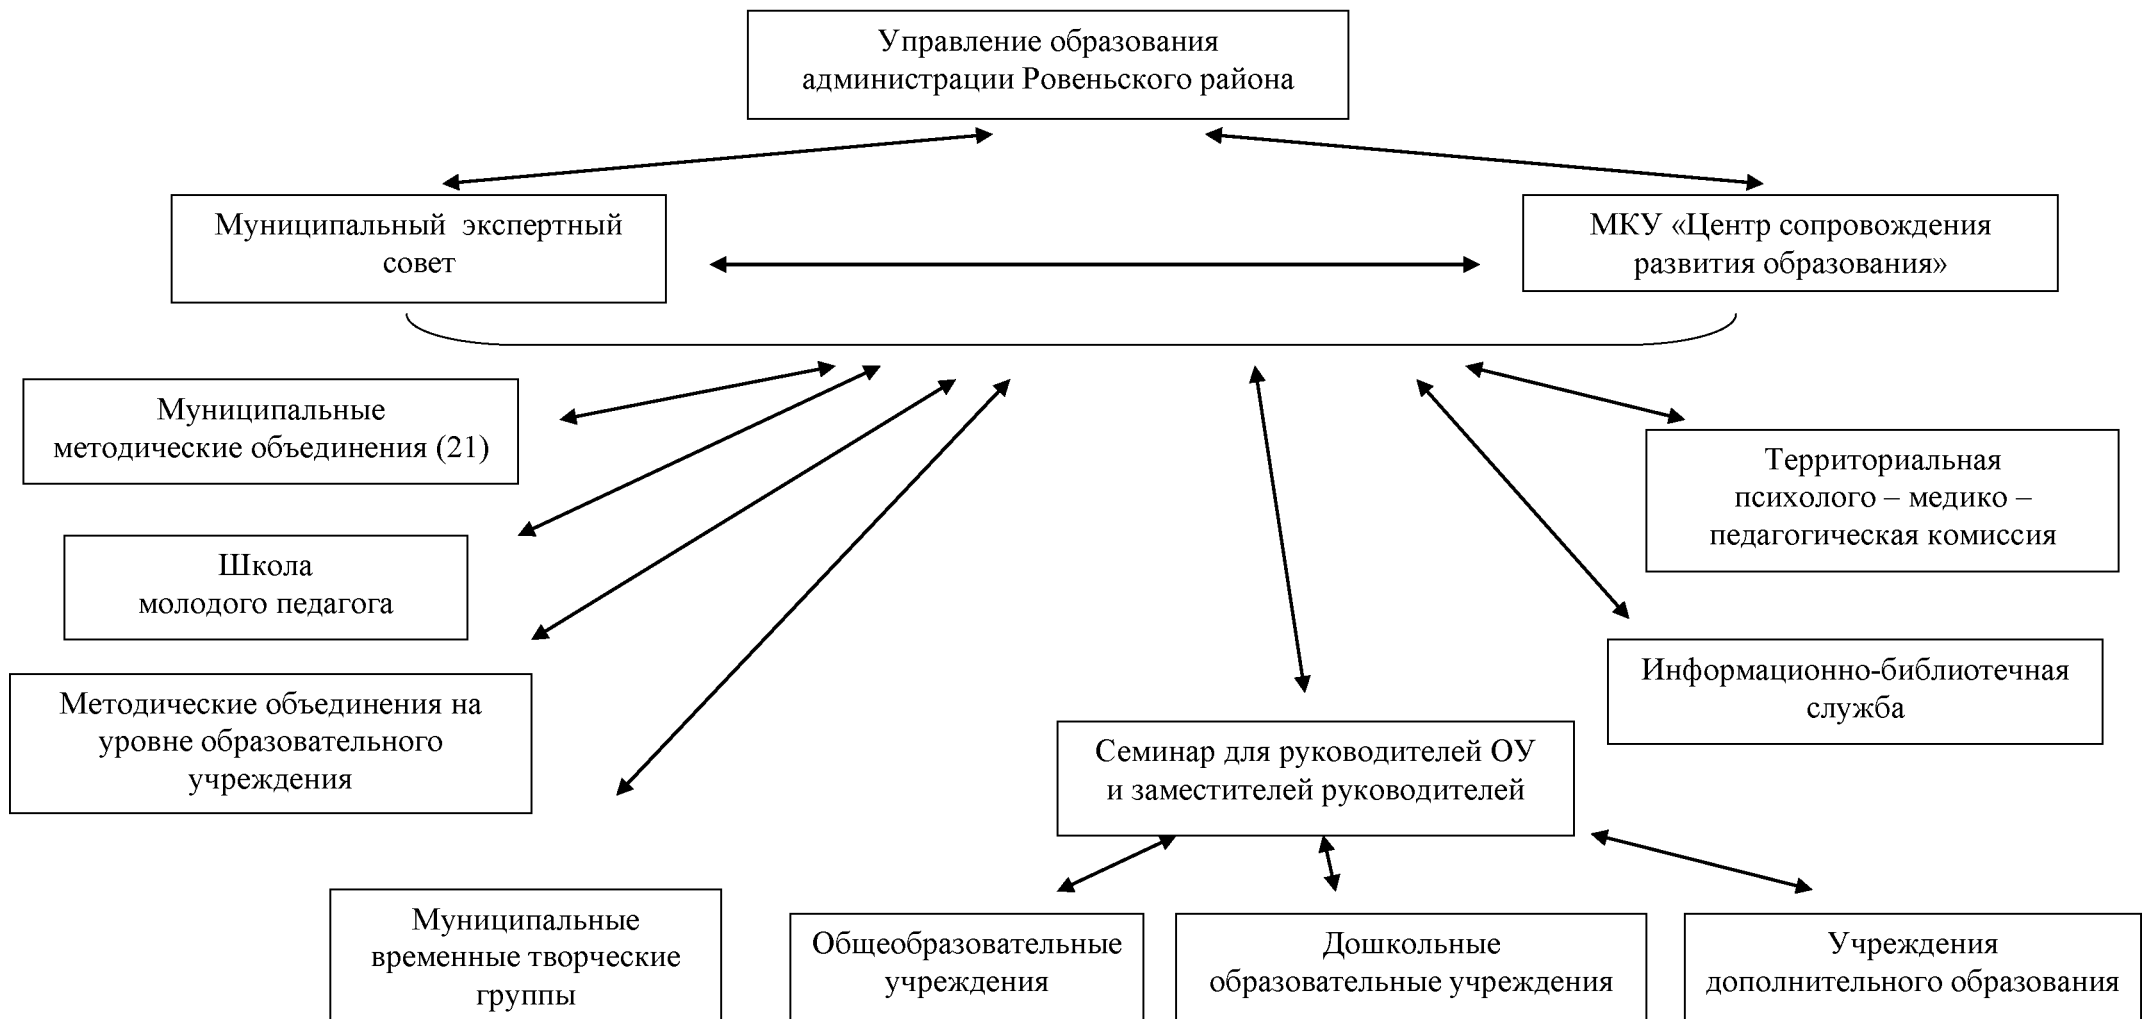 Управление образования
администрации Ровеньского района
Муниципальный экспертный
совет
МКУ «Центр сопровождения
развития образования»
Муниципальные
методические объединения (21)
Территориальная
психолого – медико –
педагогическая комиссия
Школа
молодого педагога
Информационно-библиотечная
служба
Методические объединения на
уровне образовательного
учреждения
Семинар для руководителей ОУ
и заместителей руководителей
Муниципальные
временные творческие
группы
Общеобразовательные
учреждения
Дошкольные
образовательные учреждения
Учреждения
дополнительного образования